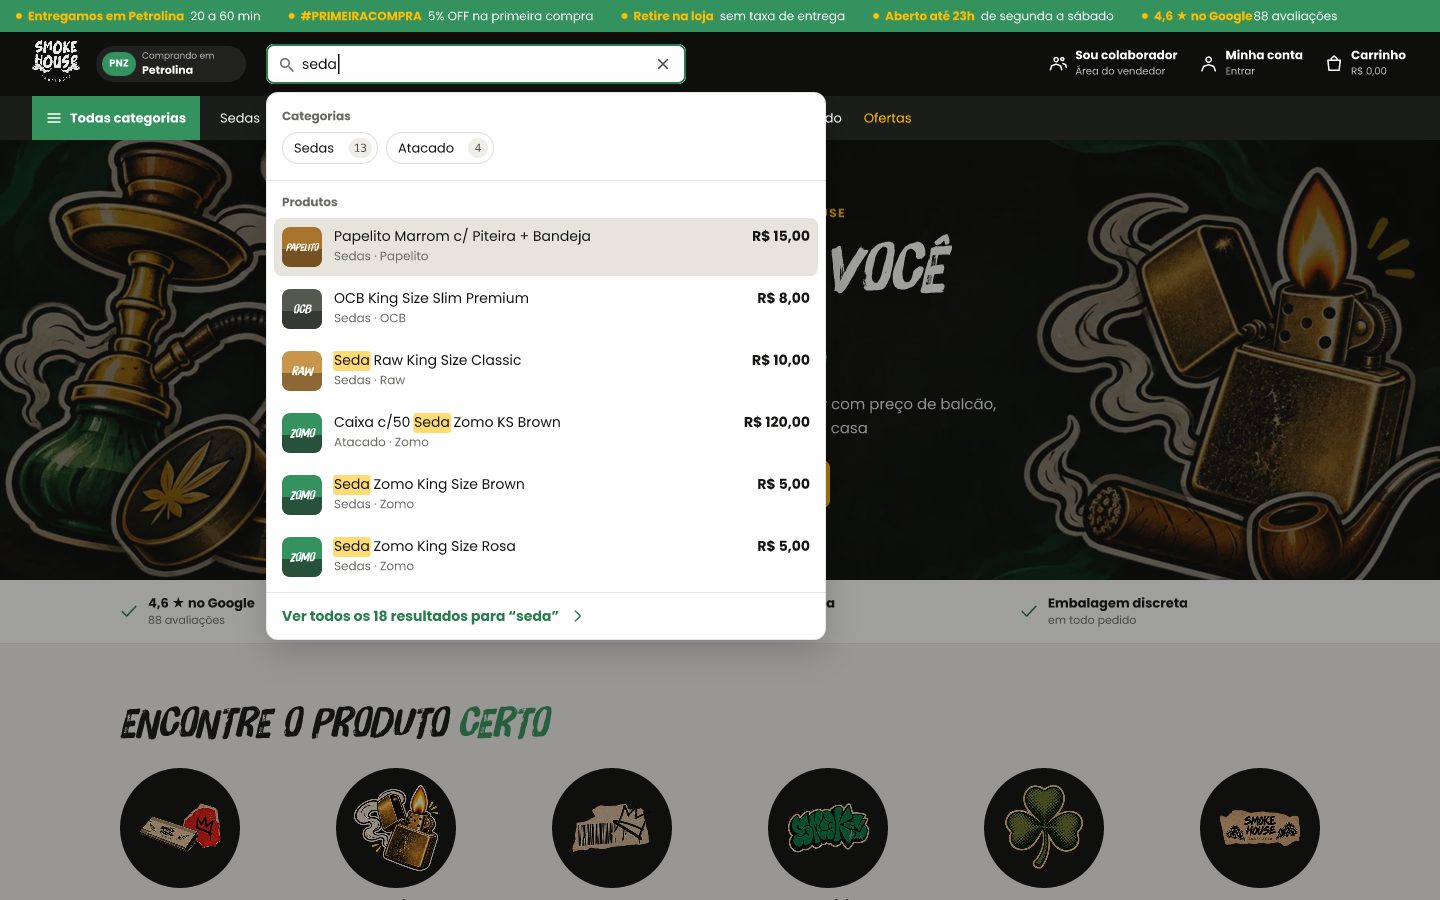 Entregamos em Petrolina 20 a 60 min
#PRIMEIRACOMPRA 5% OFF na primeira compra
Retire na loja sem taxa de entrega
Aberto até 23h de segunda a sábado
4,6 ★ no Google 88 avaliações
SMOKE
HOUSE
PNZ
Comprando em
Petrolina
seda
Sou colaborador
Área do vendedor
Minha conta
Entrar
Carrinho
R$ 0,00
Todas categorias
Sedas
do
Ofertas
Categorias
Sedas 13
Atacado 4
Produtos
PAPELITO
Papelito Marrom c/ Piteira + Bandeja
R$ 15,00
Sedas · Papelito
OCB
OCB King Size Slim Premium
R$ 8,00
Sedas · OCB
RAW
Seda Raw King Size Classic
R$ 10,00
Sedas · Raw
ZOMO
Caixa c/50 Seda Zomo KS Brown
R$ 120,00
Atacado · Zomo
ZOMO
Seda Zomo King Size Brown
R$ 5,00
Sedas · Zomo
ZOMO
Seda Zomo King Size Rosa
R$ 5,00
Sedas · Zomo
Ver todos os 18 resultados para “seda”
USE
VOCÊ
com preço de balcão,
casa
4,6 ★ no Google
88 avaliações
a
Embalagem discreta
em todo pedido
ENCONTRE O PRODUTO CERTO
SMOKE
HOUSE